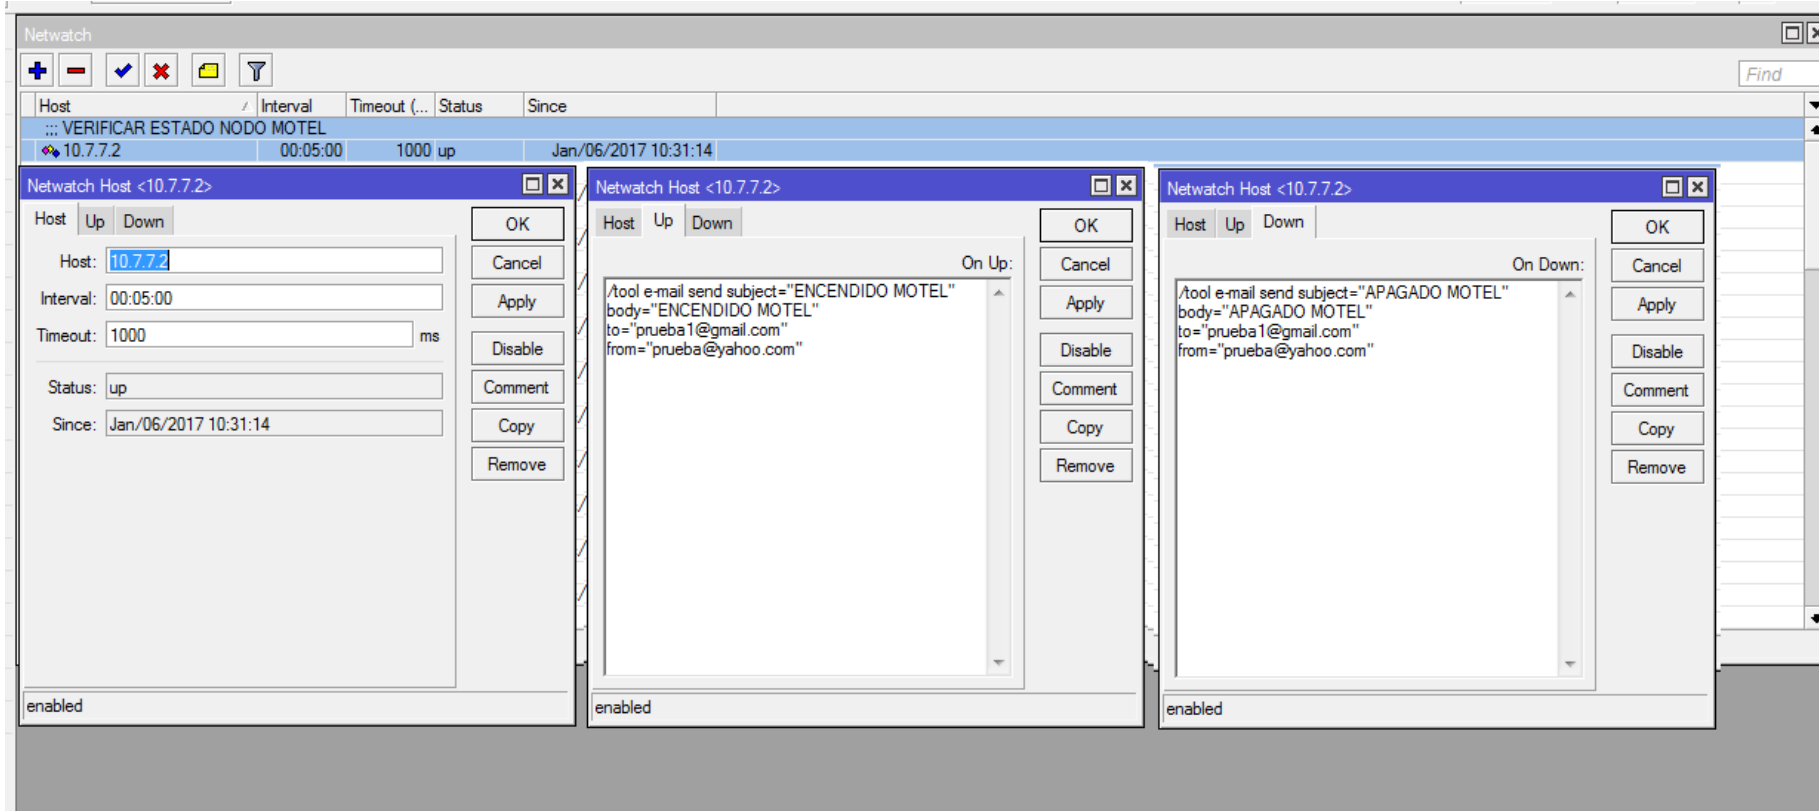 Netwatch
Find
Host Interval Timeout (... Status Since
;;; VERIFICAR ESTADO NODO MOTEL
10.7.7.2 00:05:00 1000 up Jan/06/2017 10:31:14
Netwatch Host <10.7.7.2>
Host Up Down
Host: 10.7.7.2
Interval: 00:05:00
Timeout: 1000 ms
Status: up
Since: Jan/06/2017 10:31:14
OK
Cancel
Apply
Disable
Comment
Copy
Remove
enabled
Netwatch Host <10.7.7.2>
Host Up Down
On Up:
/tool e-mail send subject="ENCENDIDO MOTEL"
body="ENCENDIDO MOTEL"
to="prueba1@gmail.com"
from="prueba@yahoo.com"
OK
Cancel
Apply
Disable
Comment
Copy
Remove
enabled
Netwatch Host <10.7.7.2>
Host Up Down
On Down:
/tool e-mail send subject="APAGADO MOTEL"
body="APAGADO MOTEL"
to="prueba1@gmail.com"
from="prueba@yahoo.com"
OK
Cancel
Apply
Disable
Comment
Copy
Remove
enabled